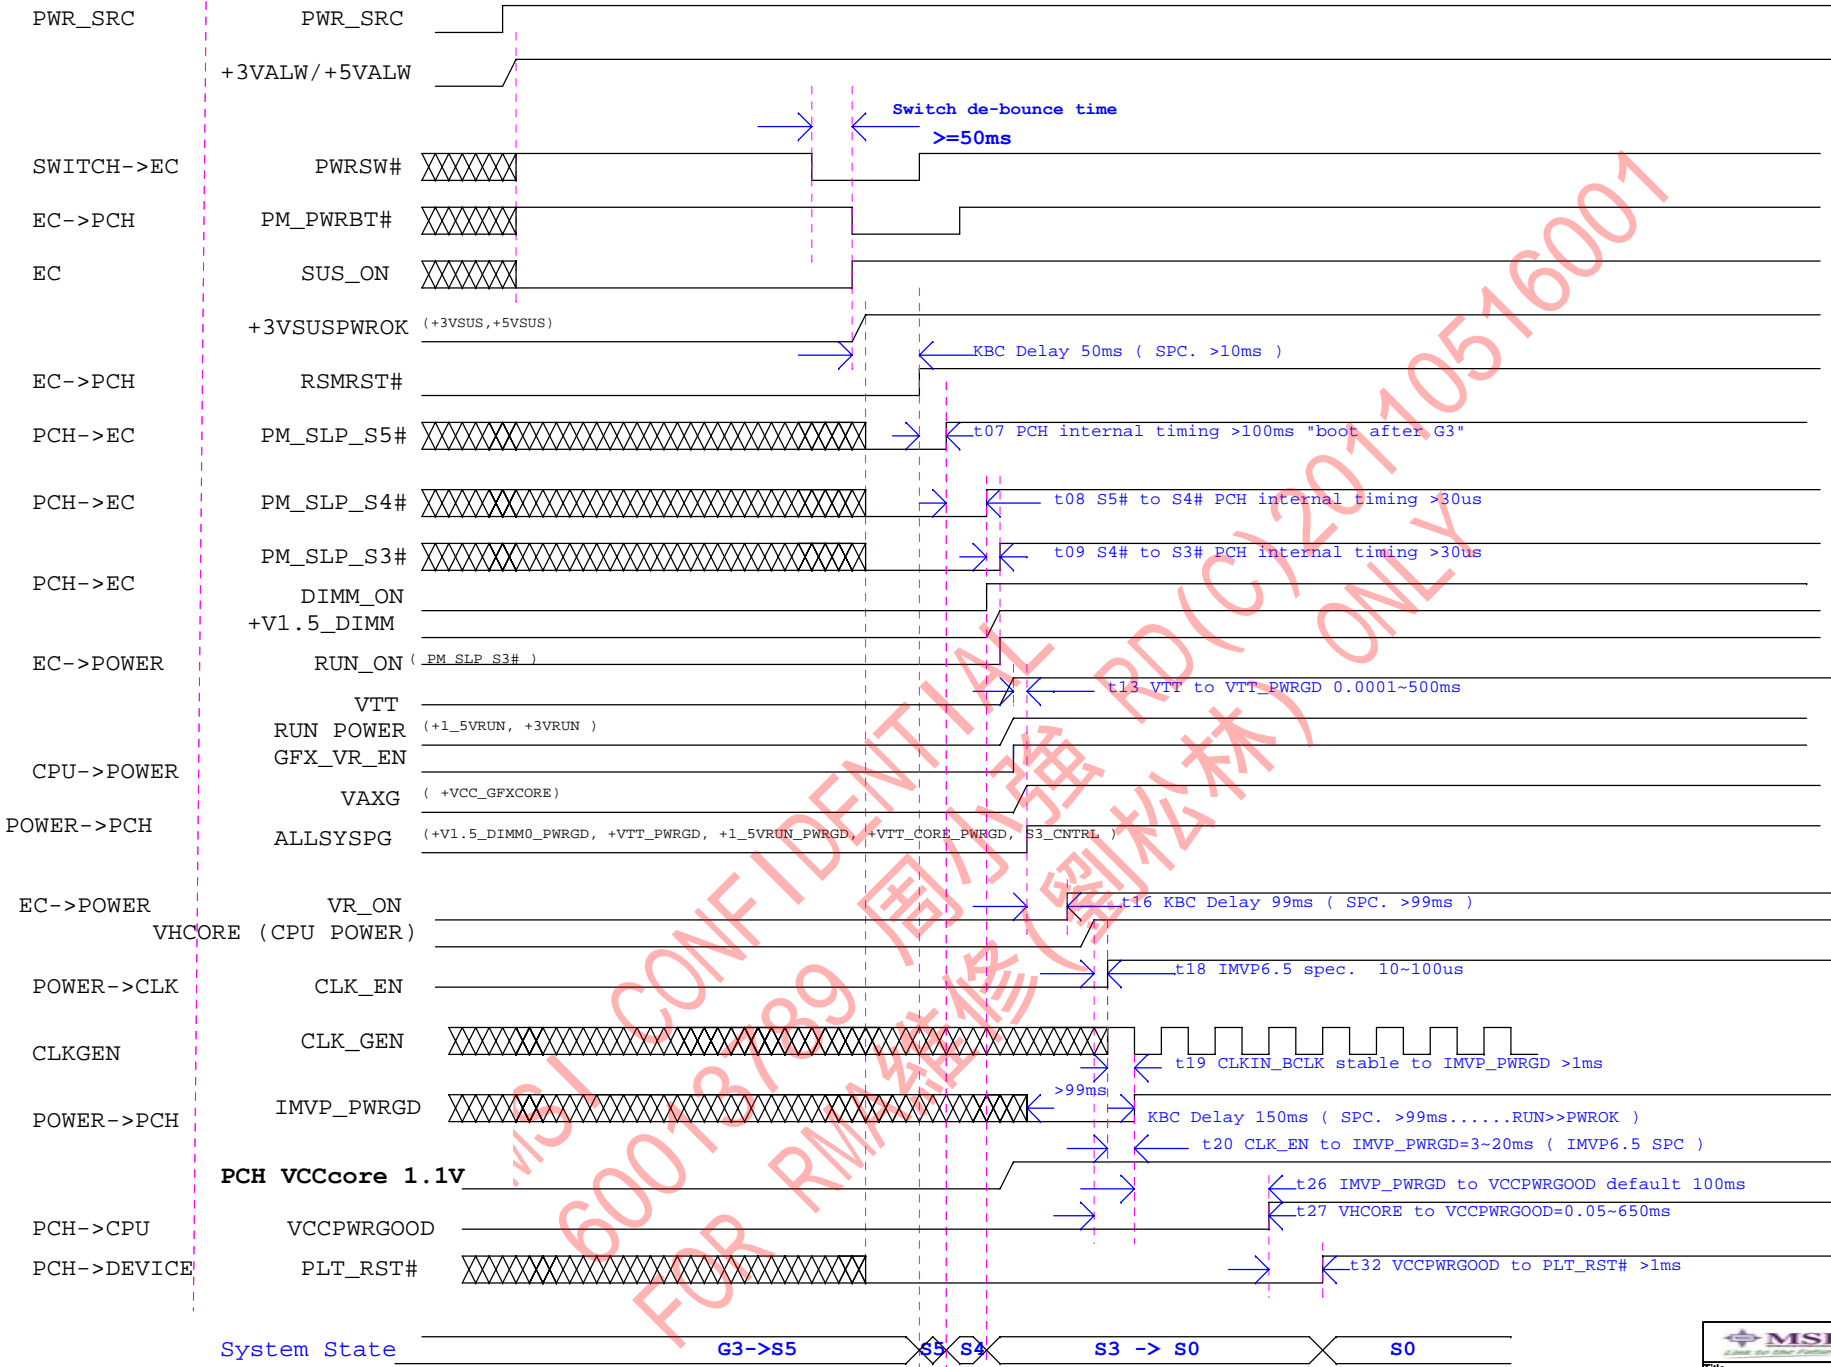 PWR_SRC PWR_SRC
+3VALW/+5VALW
Switch de-bounce time
>=50ms
SWITCH->EC PWRSW#
EC->PCH PM_PWRBT#
EC SUS_ON
+3VSUSPWROK (+3VSUS,+5VSUS)
KBC Delay 50ms ( SPC. >10ms )
EC->PCH RSMRST#
PCH->EC PM_SLP_S5# t07 PCH internal timing >100ms "boot after G3"
PCH->EC PM_SLP_S4# t08 S5# to S4# PCH internal timing >30us
PM_SLP_S3# t09 S4# to S3# PCH internal timing >30us
PCH->EC
DIMM_ON
+V1.5_DIMM
EC->POWER RUN_ON ( PM_SLP_S3# )
t13 VTT to VTT_PWRGD 0.0001~500ms
VTT
RUN POWER (+1_5VRUN, +3VRUN )
GFX_VR_EN
CPU->POWER
VAXG ( +VCC_GFXCORE)
POWER->PCH
ALLSYSPG (+V1.5_DIMM0_PWRGD, +VTT_PWRGD, +1_5VRUN_PWRGD, +VTT_CORE_PWRGD, S3_CNTRL )
EC->POWER VR_ON t16 KBC Delay 99ms ( SPC. >99ms )
VHCORE (CPU POWER)
POWER->CLK CLK_EN t18 IMVP6.5 spec. 10~100us
CLKGEN CLK_GEN
t19 CLKIN_BCLK stable to IMVP_PWRGD >1ms
>99ms
POWER->PCH IMVP_PWRGD
KBC Delay 150ms ( SPC. >99ms......RUN>>PWROK )
t20 CLK_EN to IMVP_PWRGD=3~20ms ( IMVP6.5 SPC )
PCH VCCcore 1.1V
t26 IMVP_PWRGD to VCCPWRGOOD default 100ms
t27 VHCORE to VCCPWRGOOD=0.05~650ms
PCH->CPU VCCPWRGOOD
PCH->DEVICE PLT_RST# t32 VCCPWRGOOD to PLT_RST# >1ms
System State G3->S5 S5 S4 S3 -> S0 S0
MSI CONFIDENTIAL
60013789 周小強 RD(C)20110516001
FOR RMA維修(劉松林) ONLY
MSI
Link to the Future
Title